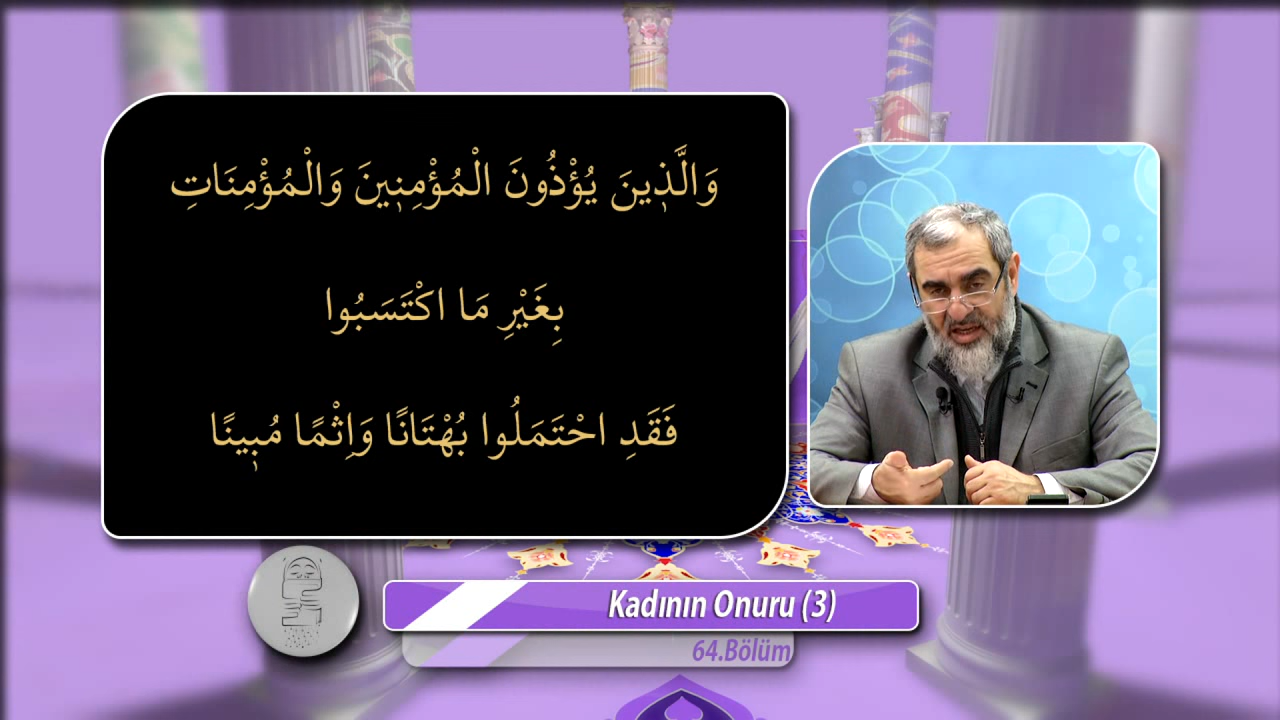 وَالَّذ۪ينَ يُؤْذُونَ الْمُؤْمِن۪ينَ وَالْمُؤْمِنَاتِ
بِغَيْرِ مَا اكْتَسَبُوا
فَقَدِ احْتَمَلُوا بُهْتَانًا وَاِثْمًا مُب۪ينًا
Kadının Onuru (3)
64.Bölüm